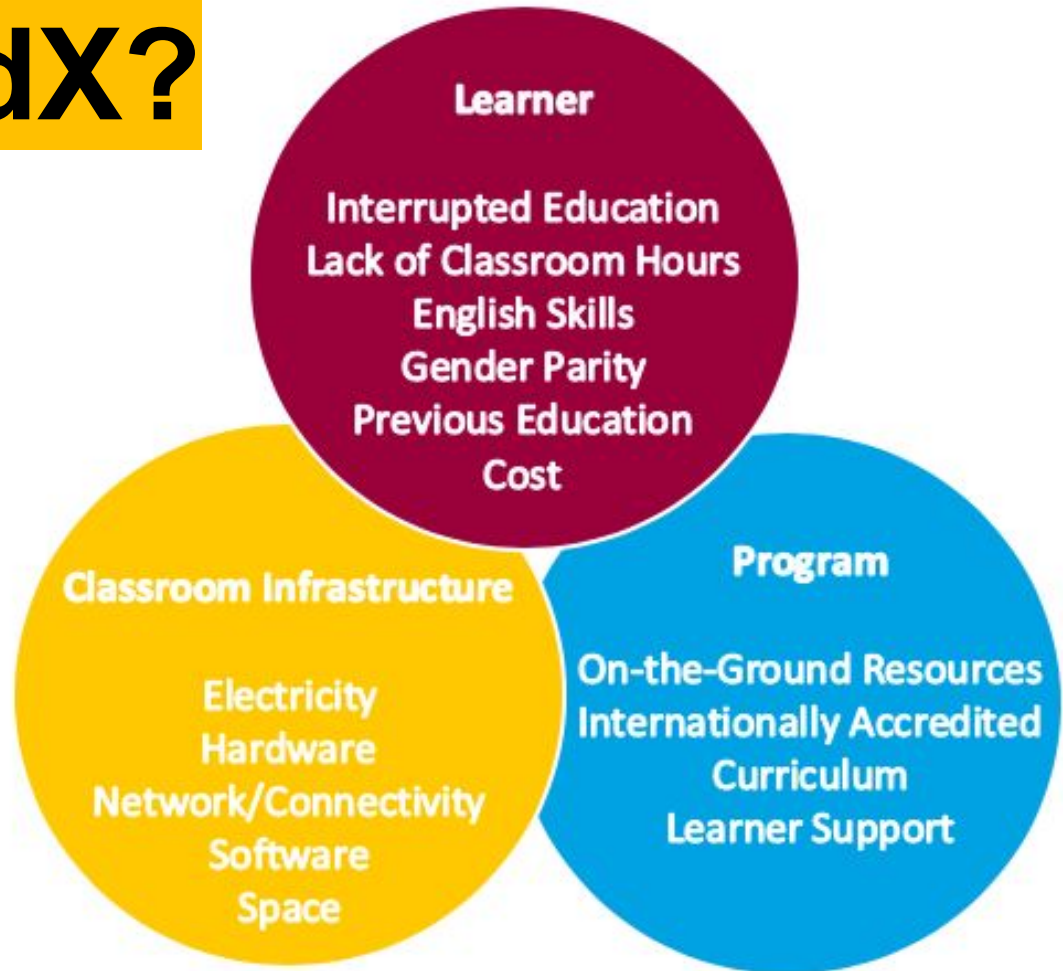 dX?
Learner
Interrupted Education
Lack of Classroom Hours
English Skills
Gender Parity
Previous Education
Cost
Classroom Infrastructure
Electricity
Hardware
Network/Connectivity
Software
Space
Program
On-the-Ground Resources
Internationally Accredited
Curriculum
Learner Support